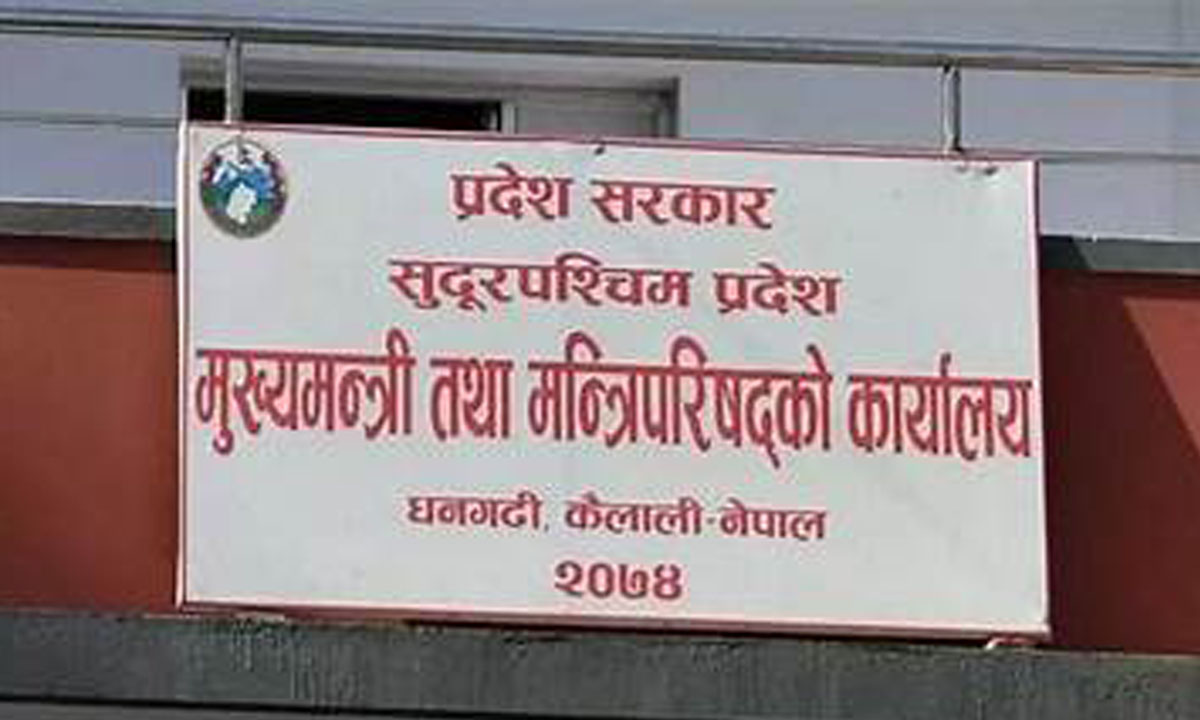 प्रदेश सरकार
सुदूरपश्चिम प्रदेश
मुख्यमन्त्री तथा मन्त्रिपरिषद्को कार्यालय
धनगढी, कैलाली-नेपाल
२०७४